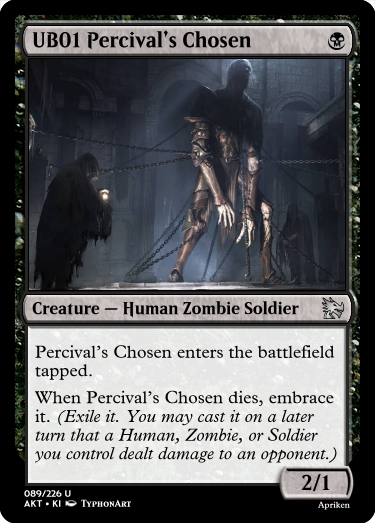 UB01 Percival's Chosen
Creature — Human Zombie Soldier
Percival's Chosen enters the battlefield
tapped.
When Percival's Chosen dies, embrace
it. (Exile it. You may cast it on a later
turn that a Human, Zombie, or Soldier
you control dealt damage to an opponent.)
2/1
089/226 U
AKT • KI TYPHONART
Apriken